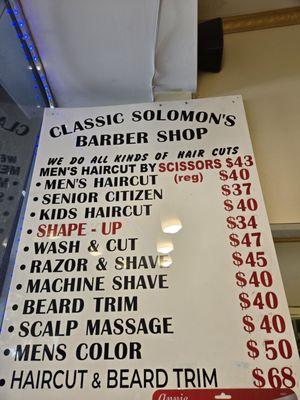 CLASSIC SOLOMON'S
BARBER SHOP
WE DO ALL KINDS OF HAIR CUTS
MEN'S HAIRCUT BY SCISSORS $43
• MEN'S HAIRCUT (reg) $40
• SENIOR CITIZEN $37
• KIDS HAIRCUT $40
• SHAPE - UP $34
• WASH & CUT $47
• RAZOR & SHAVE $45
• MACHINE SHAVE $40
• BEARD TRIM $40
• SCALP MASSAGE $40
• MENS COLOR $50
• HAIRCUT & BEARD TRIM $68
Annie